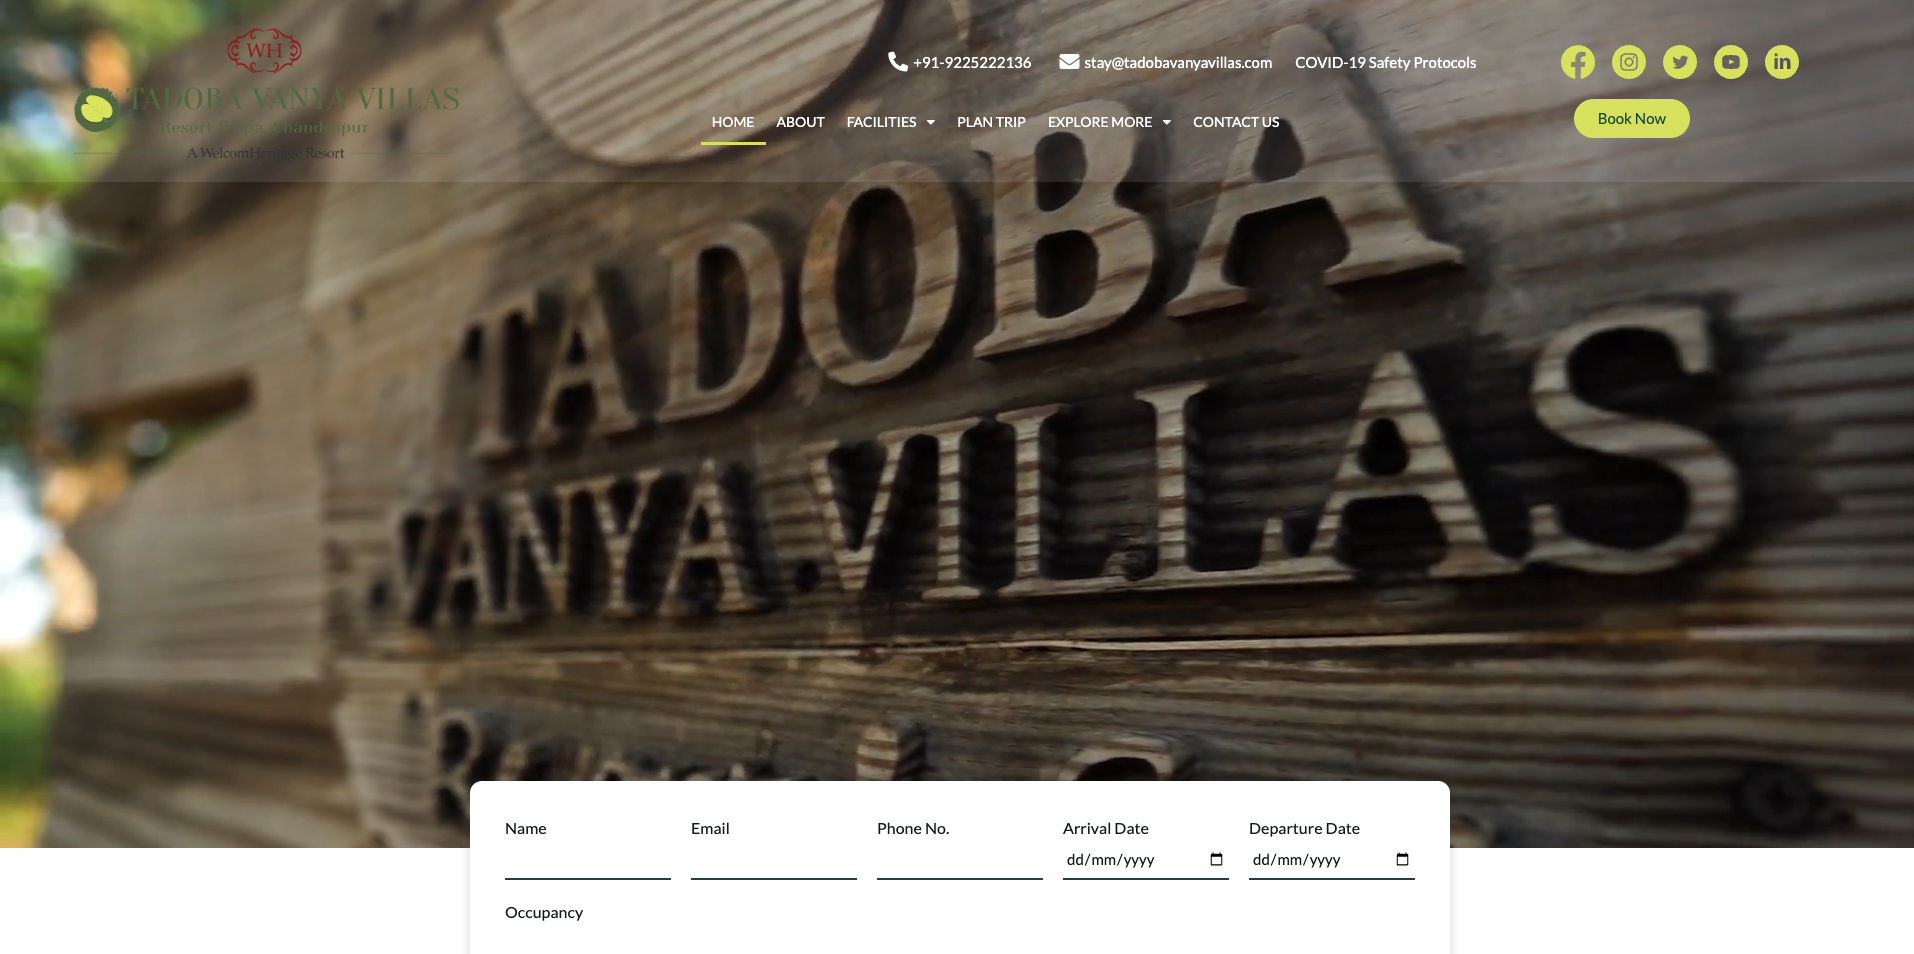 WH
TADOBA VANYA VILLAS
Resort & Spa, Chandrapur
A WelcomHeritage Resort
+91-9225222136
stay@tadobavanyavillas.com
COVID-19 Safety Protocols
HOME
ABOUT
FACILITIES
PLAN TRIP
EXPLORE MORE
CONTACT US
Book Now
TADOBA
VANYA VILLAS
Name
Email
Phone No.
Arrival Date
Departure Date
dd/mm/yyyy
dd/mm/yyyy
Occupancy